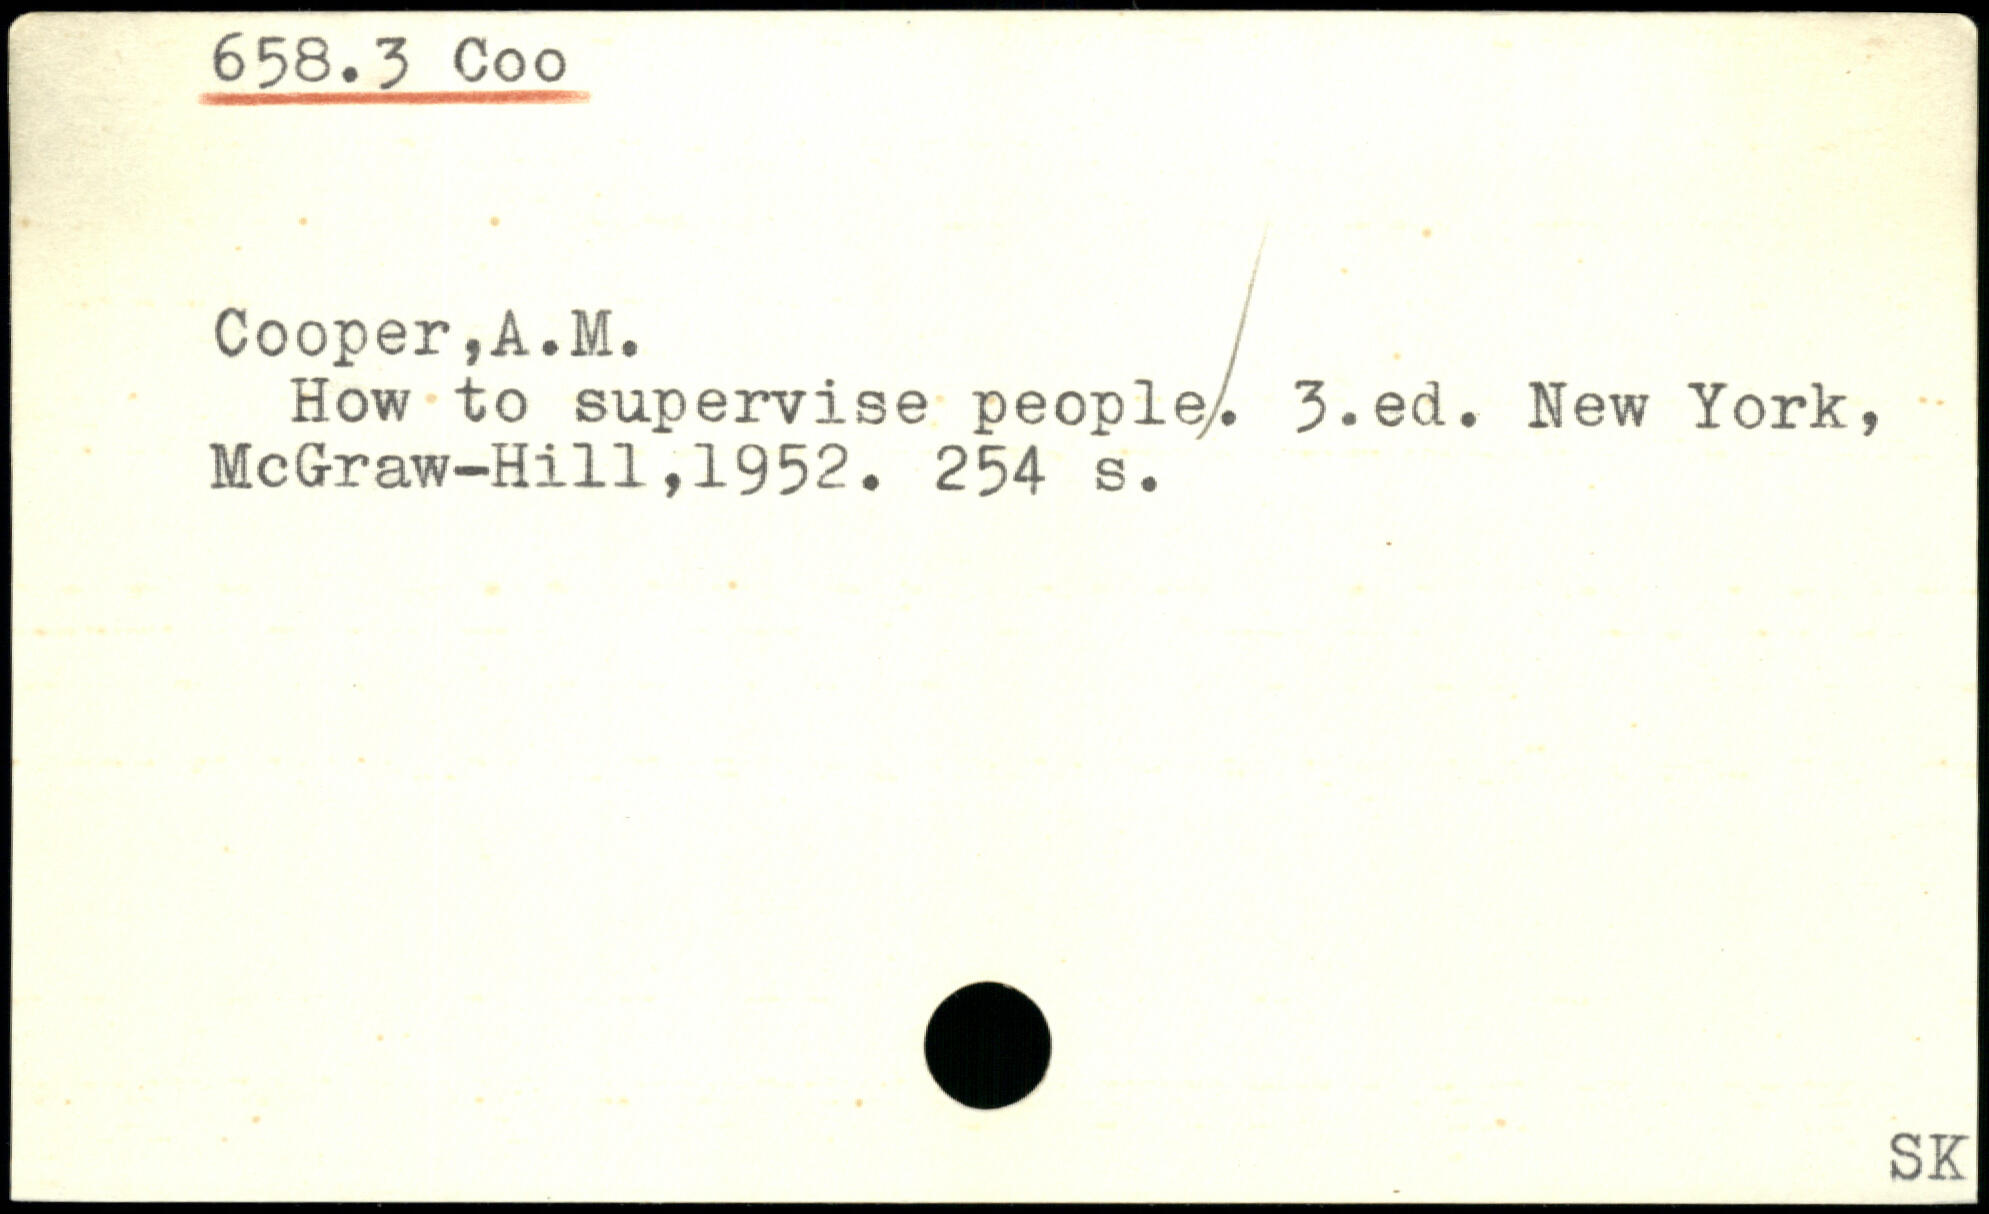 658.3 Coo
Cooper,A.M.
How to supervise people. 3.ed. New York,
McGraw-Hill,1952. 254 s.
SK